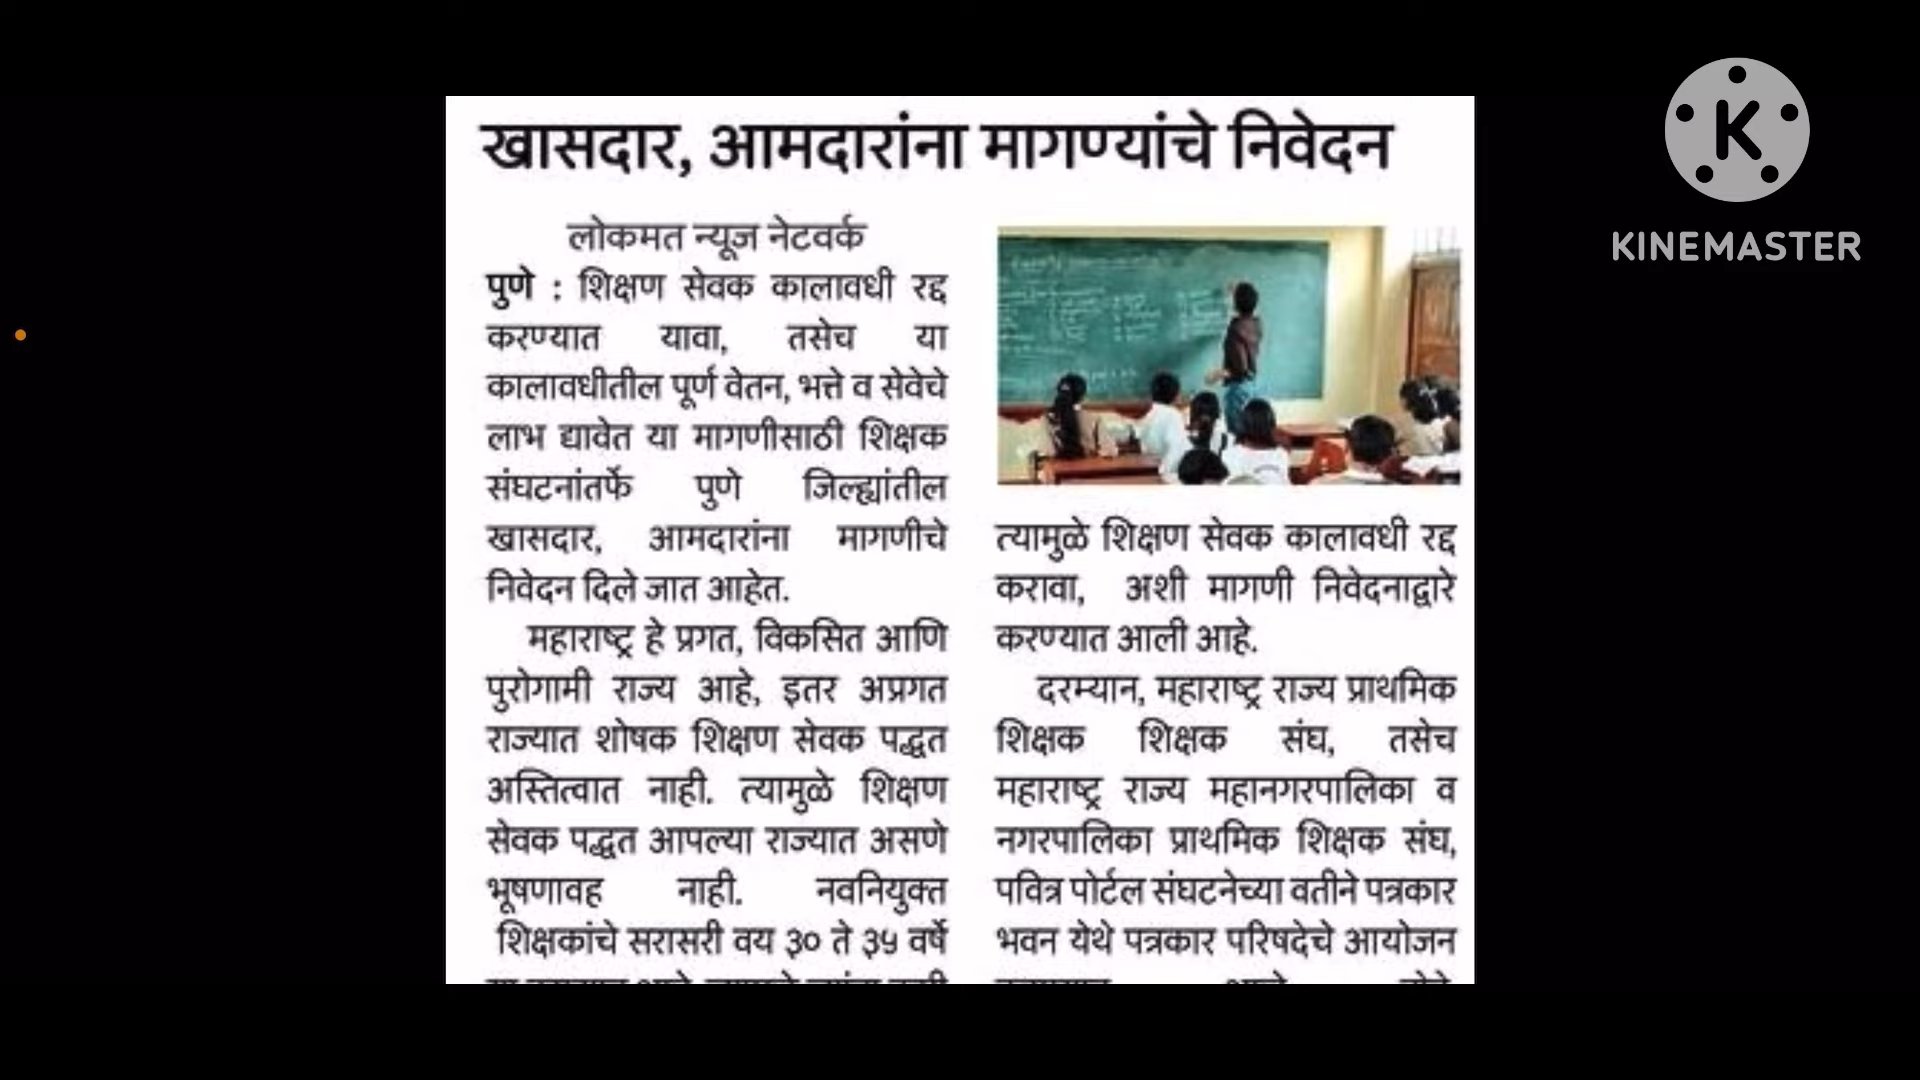 खासदार, आमदारांना मागण्यांचे निवेदन
लोकमत न्यूज नेटवर्क
पुणे : शिक्षण सेवक कालावधी रद्द
करण्यात यावा, तसेच या
कालावधीतील पूर्ण वेतन, भत्ते व सेवेचे
लाभ द्यावेत या मागणीसाठी शिक्षक
संघटनांतर्फे पुणे जिल्ह्यांतील
खासदार, आमदारांना मागणीचे
निवेदन दिले जात आहेत.
महाराष्ट्र हे प्रगत, विकसित आणि
पुरोगामी राज्य आहे, इतर अप्रगत
राज्यात शोषक शिक्षण सेवक पद्धत
अस्तित्वात नाही. त्यामुळे शिक्षण
सेवक पद्धत आपल्या राज्यात असणे
भूषणावह नाही. नवनियुक्त
शिक्षकांचे सरासरी वय ३० ते ३५ वर्षे
त्यामुळे शिक्षण सेवक कालावधी रद्द
करावा, अशी मागणी निवेदनाद्वारे
करण्यात आली आहे.
दरम्यान, महाराष्ट्र राज्य प्राथमिक
शिक्षक शिक्षक संघ, तसेच
महाराष्ट्र राज्य महानगरपालिका व
नगरपालिका प्राथमिक शिक्षक संघ,
पवित्र पोर्टल संघटनेच्या वतीने पत्रकार
भवन येथे पत्रकार परिषदेचे आयोजन
K
KINEMASTER